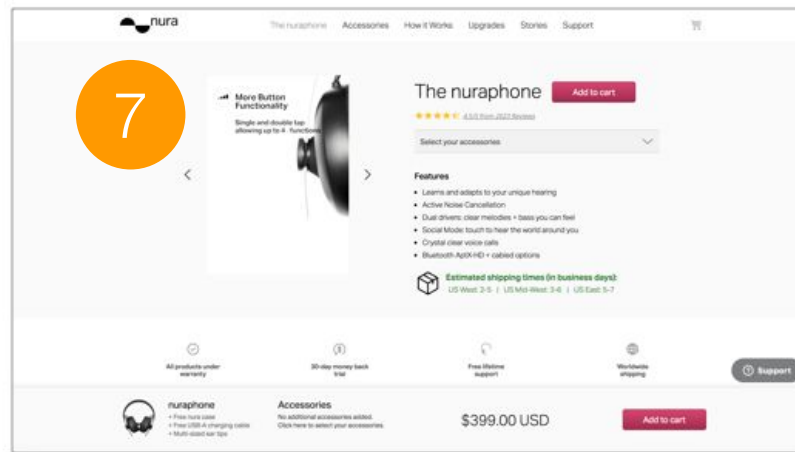 nura
The nuraphone Accessories How it Works Upgrades Stories Support
7
More Button
Functionality
Single and double tap
allowing up to 4 functions
The nuraphone
Add to cart
4.5/5 from 2023 Reviews
Select your accessories
Features
• Learns and adapts to your unique hearing
• Active Noise Cancellation
• Dual drivers: clear melodies + bass you can feel
• Social Mode: touch to hear the world around you
• Crystal clear voice calls
• Bluetooth AptX-HD + cabled options
Estimated shipping times (in business days):
US West: 2-5 | US Mid-West: 3-6 | US East: 5-7
All products under
warranty
30-day money back
trial
Free lifetime
support
Worldwide
shipping
Support
nuraphone
+ Free nura case
+ Free USB-A charging cable
+ Multi-sized ear tips
Accessories
No additional accessories added.
Click here to select your accessories.
$399.00 USD
Add to cart